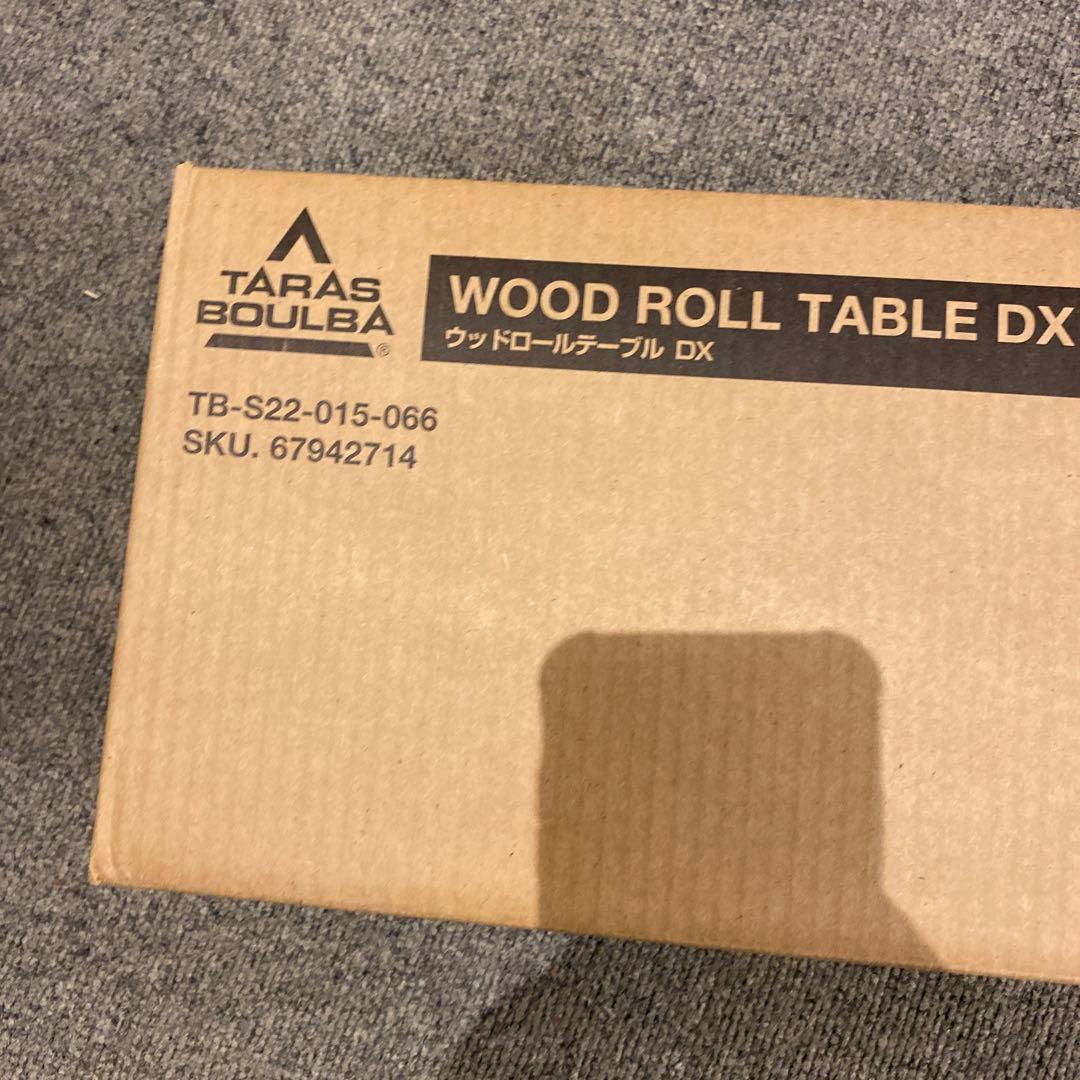 TARAS
BOULBA
®
WOOD ROLL TABLE DX
ウッドロールテーブル DX
TB-S22-015-066
SKU. 67942714